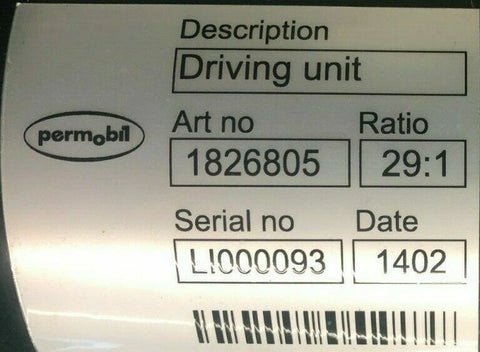 Description
Driving unit
permobil
Art no Ratio
1826805 29:1
Serial no Date
LI000093 1402